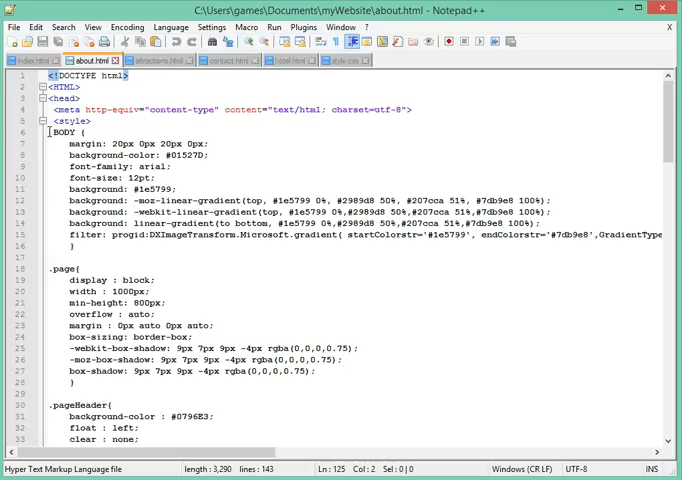 C:\Users\games\Documents\myWebsite\about.html - Notepad++
File Edit Search View Encoding Language Settings Macro Run Plugins Window ? X
index.html about.html attractions.html contact.html hotel.html style.css
1 <!DOCTYPE html>
2 <HTML>
3 <head>
4 <meta http-equiv="content-type" content="text/html; charset=utf-8">
5 <style>
6 BODY {
7 margin: 20px 0px 20px 0px;
8 background-color: #01527D;
9 font-family: arial;
10 font-size: 12pt;
11 background: #1e5799;
12 background: -moz-linear-gradient(top, #1e5799 0%, #2989d8 50%, #207cca 51%, #7db9e8 100%);
13 background: -webkit-linear-gradient(top, #1e5799 0%,#2989d8 50%,#207cca 51%,#7db9e8 100%);
14 background: linear-gradient(to bottom, #1e5799 0%,#2989d8 50%,#207cca 51%,#7db9e8 100%);
15 filter: progid:DXImageTransform.Microsoft.gradient( startColorstr='#1e5799', endColorstr='#7db9e8',GradientType
16 }
17
18 .page{
19 display : block;
20 width : 1000px;
21 min-height: 800px;
22 overflow : auto;
23 margin : 0px auto 0px auto;
24 box-sizing: border-box;
25 -webkit-box-shadow: 9px 7px 9px -4px rgba(0,0,0,0.75);
26 -moz-box-shadow: 9px 7px 9px -4px rgba(0,0,0,0.75);
27 box-shadow: 9px 7px 9px -4px rgba(0,0,0,0.75);
28 }
29
30 .pageHeader{
31 background-color : #0796E3;
32 float : left;
33 clear : none;
Hyper Text Markup Language file length : 3,290 lines : 143 Ln : 125 Col : 2 Sel : 0 | 0 Windows (CR LF) UTF-8 INS